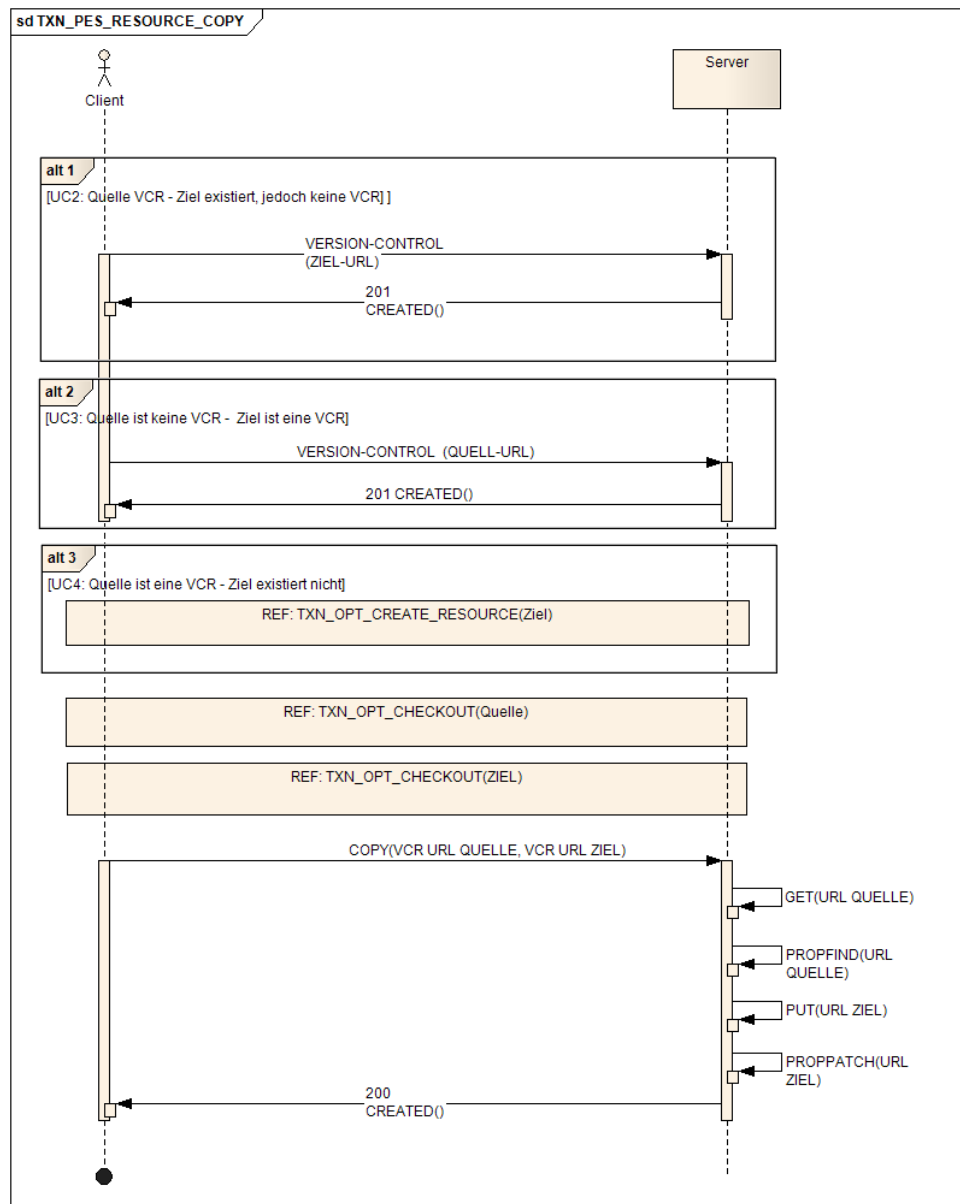 sd TXN_PES_RESOURCE_COPY
Client
Server
alt 1
[UC2: Quelle VCR - Ziel existiert, jedoch keine VCR] ]
VERSION-CONTROL
(ZIEL-URL)
201
CREATED()
alt 2
[UC3: Quelle ist keine VCR -  Ziel ist eine VCR]
VERSION-CONTROL  (QUELL-URL)
201 CREATED()
alt 3
[UC4: Quelle ist eine VCR - Ziel existiert nicht]
REF: TXN_OPT_CREATE_RESOURCE(Ziel)
REF: TXN_OPT_CHECKOUT(Quelle)
REF: TXN_OPT_CHECKOUT(ZIEL)
COPY(VCR URL QUELLE, VCR URL ZIEL)
GET(URL QUELLE)
PROPFIND(URL
QUELLE)
PUT(URL ZIEL)
PROPPATCH(URL
ZIEL)
200
CREATED()